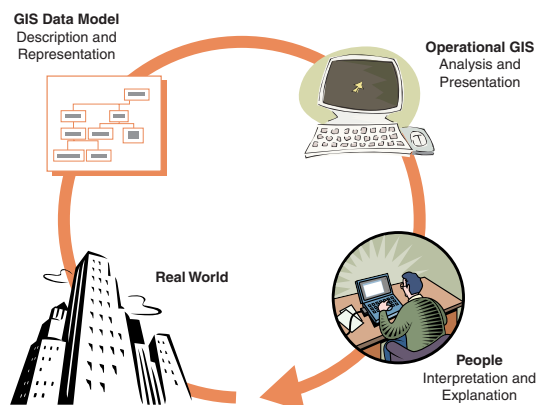 GIS Data Model
Description and
Representation
Operational GIS
Analysis and
Presentation
Real World
People
Interpretation and
Explanation